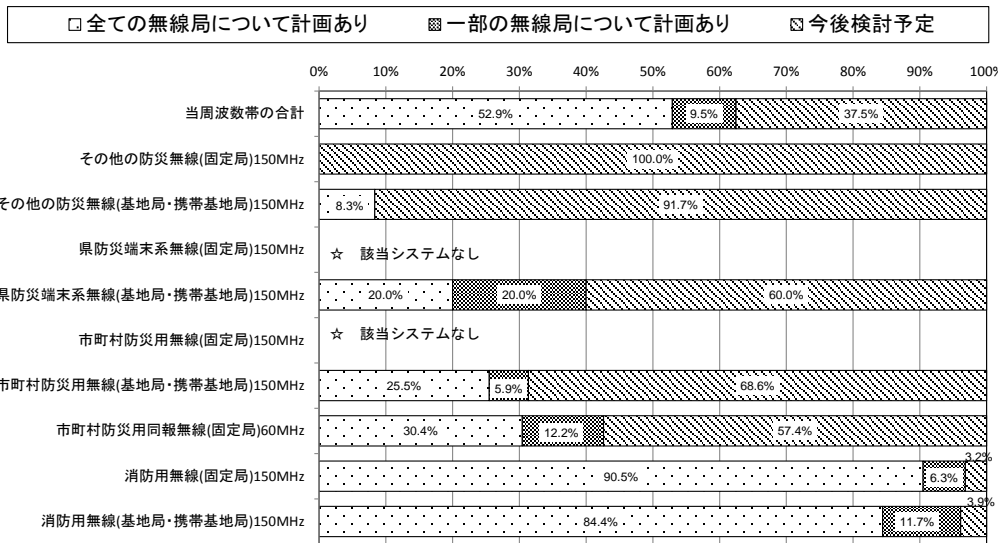 全ての無線局について計画あり 一部の無線局について計画あり 今後検討予定
0% 10% 20% 30% 40% 50% 60% 70% 80% 90% 100%
当周波数帯の合計 52.9% 9.5% 37.5%
その他の防災無線(固定局)150MHz 100.0%
その他の防災無線(基地局・携帯基地局)150MHz 8.3% 91.7%
県防災端末系無線(固定局)150MHz ☆ 該当システムなし
県防災端末系無線(基地局・携帯基地局)150MHz 20.0% 20.0% 60.0%
市町村防災用無線(固定局)150MHz ☆ 該当システムなし
市町村防災用無線(基地局・携帯基地局)150MHz 25.5% 5.9% 68.6%
市町村防災用同報無線(固定局)60MHz 30.4% 12.2% 57.4%
消防用無線(固定局)150MHz 90.5% 6.3% 3.2%
消防用無線(基地局・携帯基地局)150MHz 84.4% 11.7% 3.9%